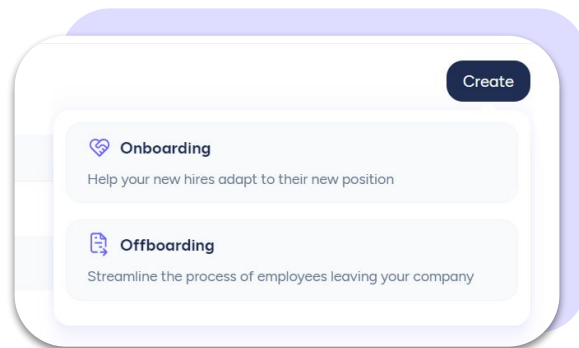 Create
Onboarding
Help your new hires adapt to their new position
Offboarding
Streamline the process of employees leaving your company